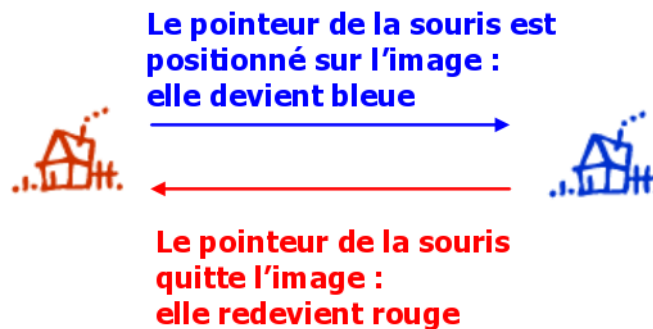 Le pointeur de la souris est
positionné sur l'image :
elle devient bleue
Le pointeur de la souris
quitte l'image :
elle redevient rouge